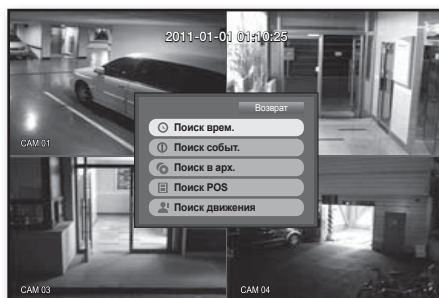 2011-01-01 01:10:25
Возврат
Поиск врем.
CAM 01
Поиск событ.
Поиск в арх.
Поиск POS
Поиск движения
CAM 03
CAM 04